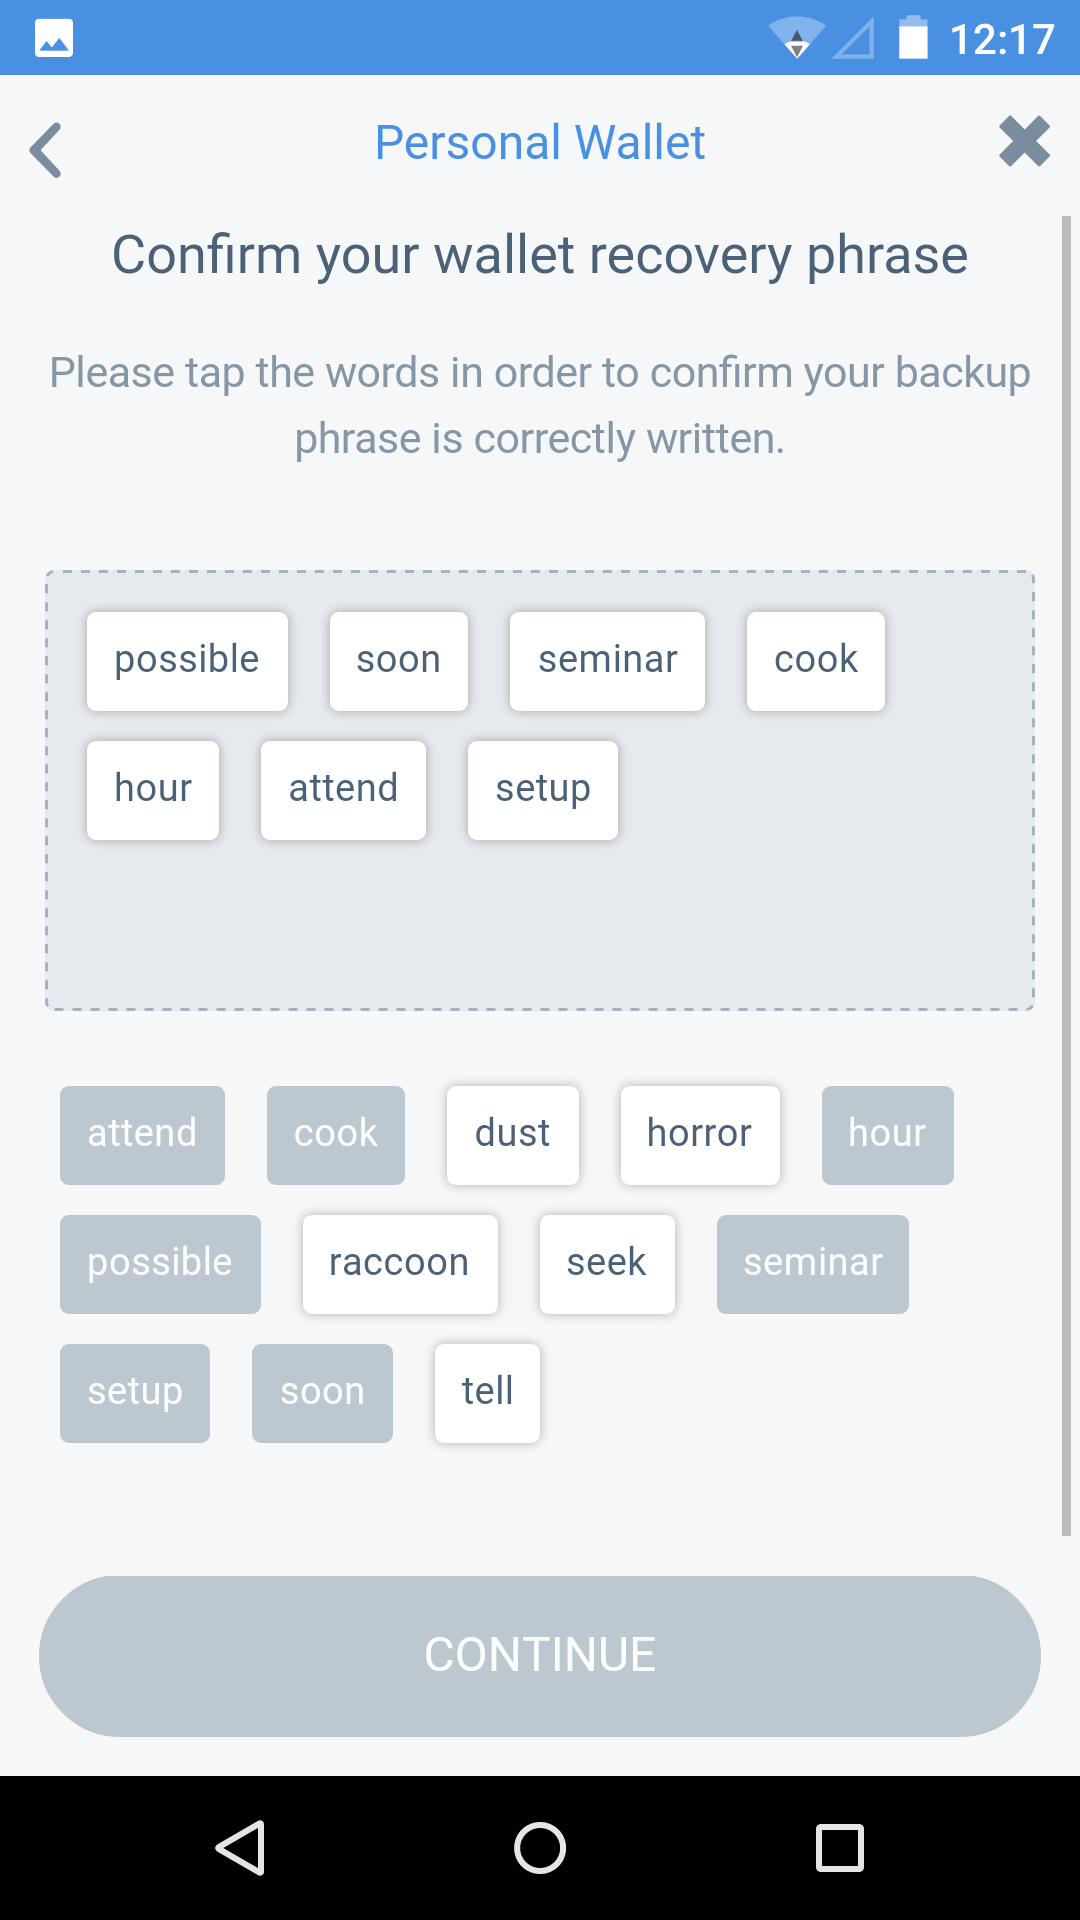 12:17
Personal Wallet
Confirm your wallet recovery phrase
Please tap the words in order to confirm your backup
phrase is correctly written.
possible soon seminar cook
hour attend setup
attend cook dust horror hour
possible raccoon seek seminar
setup soon tell
CONTINUE